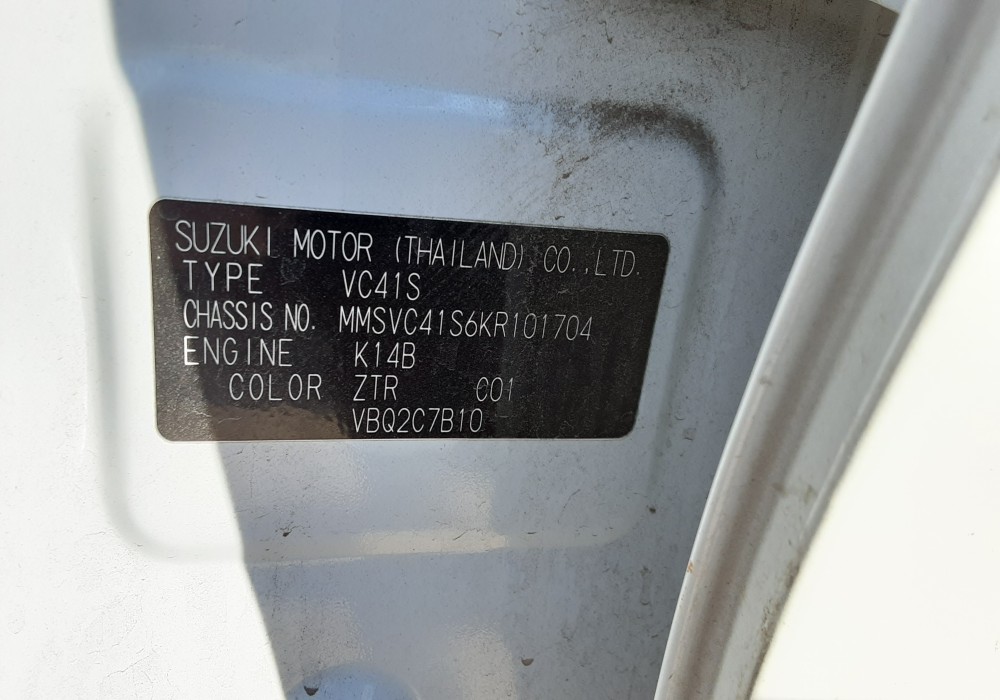 SUZUKI MOTOR (THAILAND) CO.,LTD.
TYPE VC41S
CHASSIS NO. MMSVC41S6KR101704
ENGINE K14B
COLOR ZTR C01
VBQ2C7B10